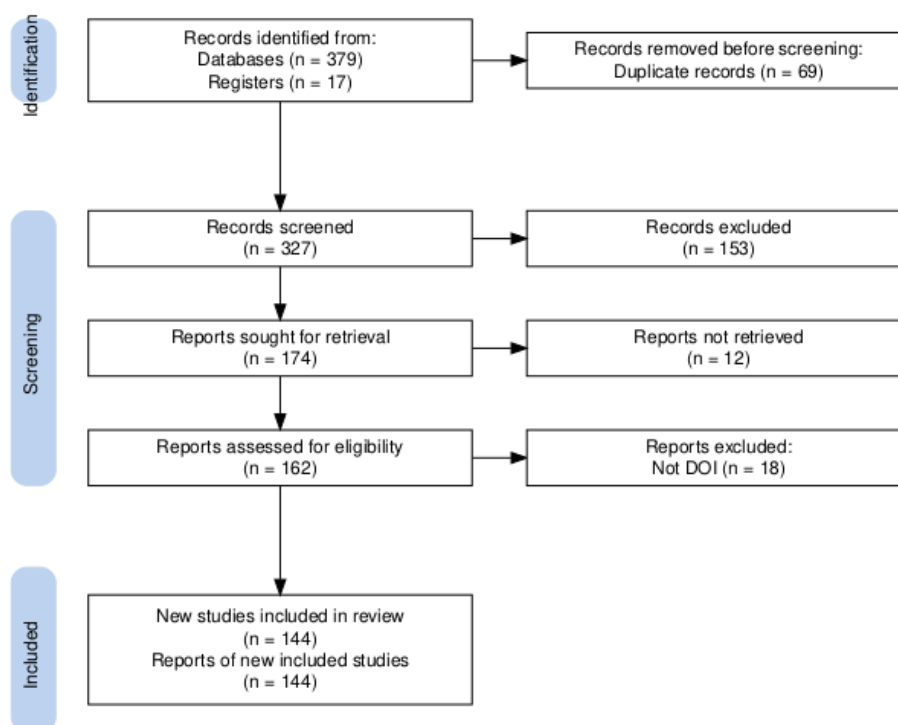 Identification
Records identified from:
Databases (n = 379)
Registers (n = 17)
Records removed before screening:
Duplicate records (n = 69)
Screening
Records screened
(n = 327)
Records excluded
(n = 153)
Reports sought for retrieval
(n = 174)
Reports not retrieved
(n = 12)
Reports assessed for eligibility
(n = 162)
Reports excluded:
Not DOI (n = 18)
Included
New studies included in review
(n = 144)
Reports of new included studies
(n = 144)